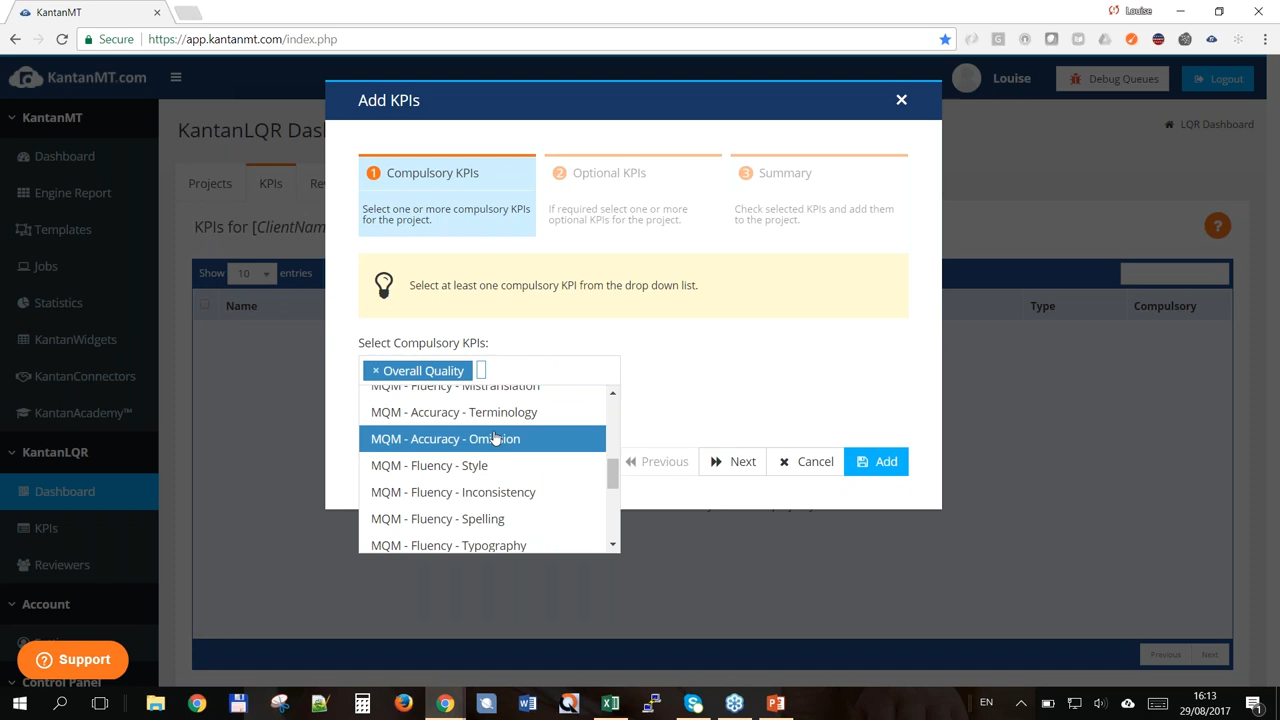 KantanMT
Louise
Secure
https://app.kantanmt.com/index.php
KantanMT.com
Louise
Debug Queues
Logout
KantanMT
Dashboard
Engine Report
Templates
Jobs
Statistics
KantanWidgets
KantanConnectors
KantanAcademy™
KantanLQR
Dashboard
KPIs
Reviewers
Account
Control Panel
Support
KantanLQR Das
LQR Dashboard
Projects
KPIs
Re
KPIs for [ClientNam
?
Show 10 entries
Name
Type
Compulsory
Previous
Next
Add KPIs
1 Compulsory KPIs
Select one or more compulsory KPIs
for the project.
2 Optional KPIs
If required select one or more
optional KPIs for the project.
3 Summary
Check selected KPIs and add them
to the project.
Select at least one compulsory KPI from the drop down list.
Select Compulsory KPIs:
× Overall Quality
MQM - Fluency - Mistranslation
MQM - Accuracy - Terminology
MQM - Accuracy - Omission
MQM - Fluency - Style
MQM - Fluency - Inconsistency
MQM - Fluency - Spelling
MQM - Fluency - Typography
Previous
Next
Cancel
Add
EN
16:13
29/08/2017